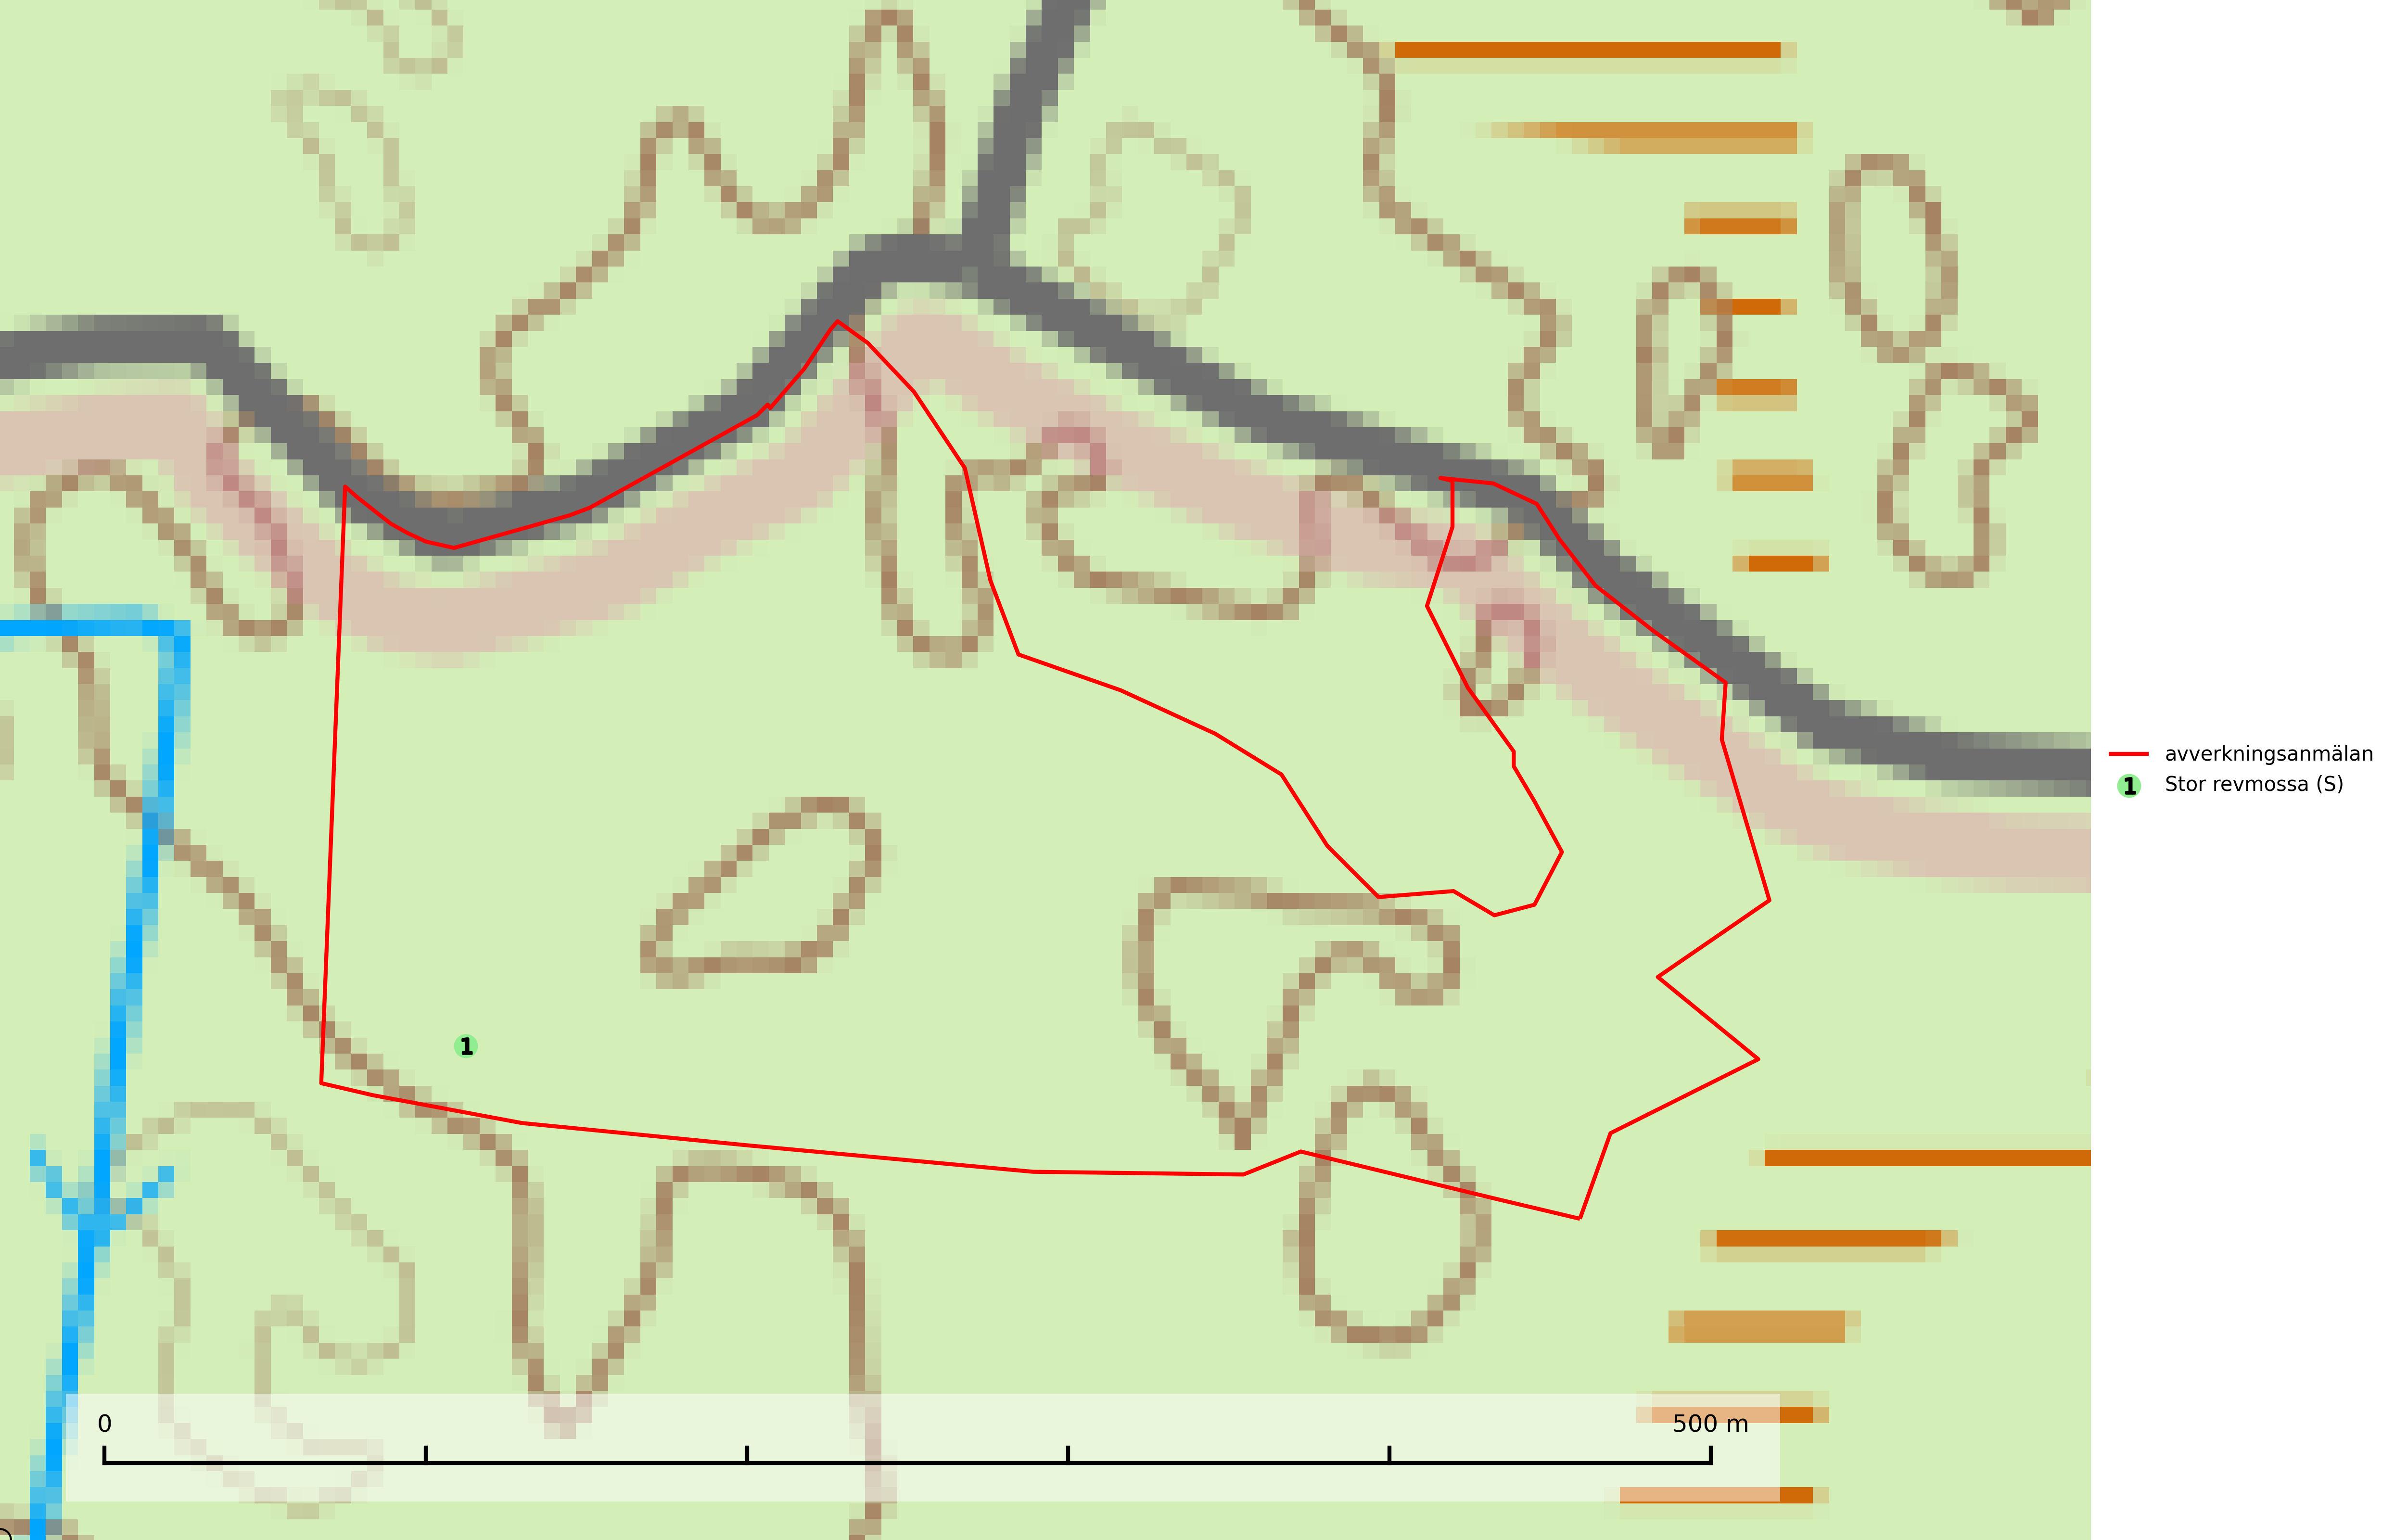 avverkningsanmälan
1 Stor revmossa (S)
1
0 500 m